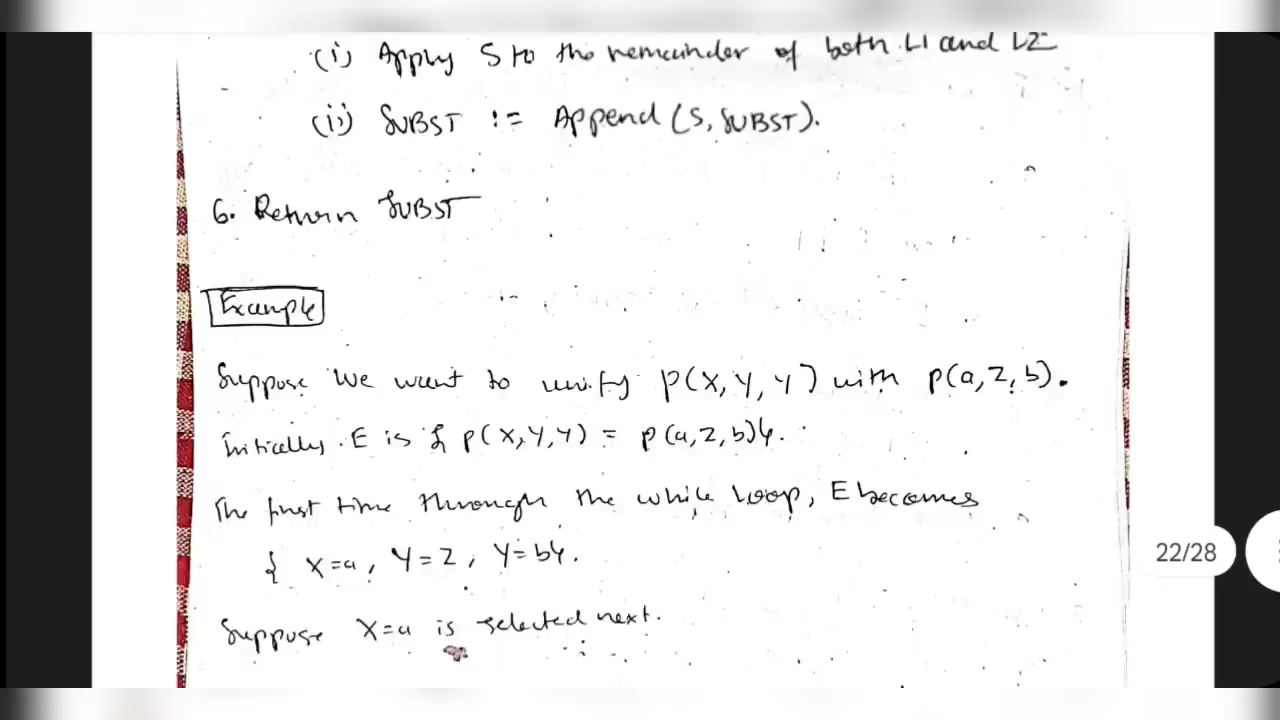 (i) Apply S to the remainder of both L1 and L2
(ii) SUBST := Append (S, SUBST).
6. Return SUBST
Example
Suppose We want to unify p(X, Y, Y) with p(a, Z, b).
Initially E is { p(X, Y, Y) = p(a, Z, b)}.
The first time through the while loop, E becomes
{ X=a, Y=Z, Y=b}.
22/28
Suppose X=a is selected next.